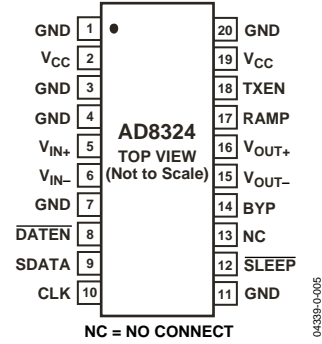 GND 1 20 GND
VCC 2 19 VCC
GND 3 18 TXEN
GND 4 17 RAMP
VIN+ 5 16 VOUT+
VIN– 6 15 VOUT–
GND 7 14 BYP
DATEN 8 13 NC
SDATA 9 12 SLEEP
CLK 10 11 GND
AD8324
TOP VIEW
(Not to Scale)
NC = NO CONNECT
04339-0-005